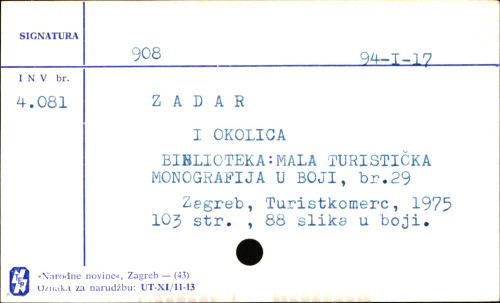 SIGNATURA
908 94-I-17
I N V br.
4.081 Z A D A R
I OKOLICA
BIBLIOTEKA:MALA TURISTIČKA
MONOGRAFIJA U BOJI, br.29
Zagreb, Turistkomerc, 1975
103 str. , 88 slika u boji.
»Narodne novine«, Zagreb — (43)
Oznaka za narudžbu: UT-XI/11-13